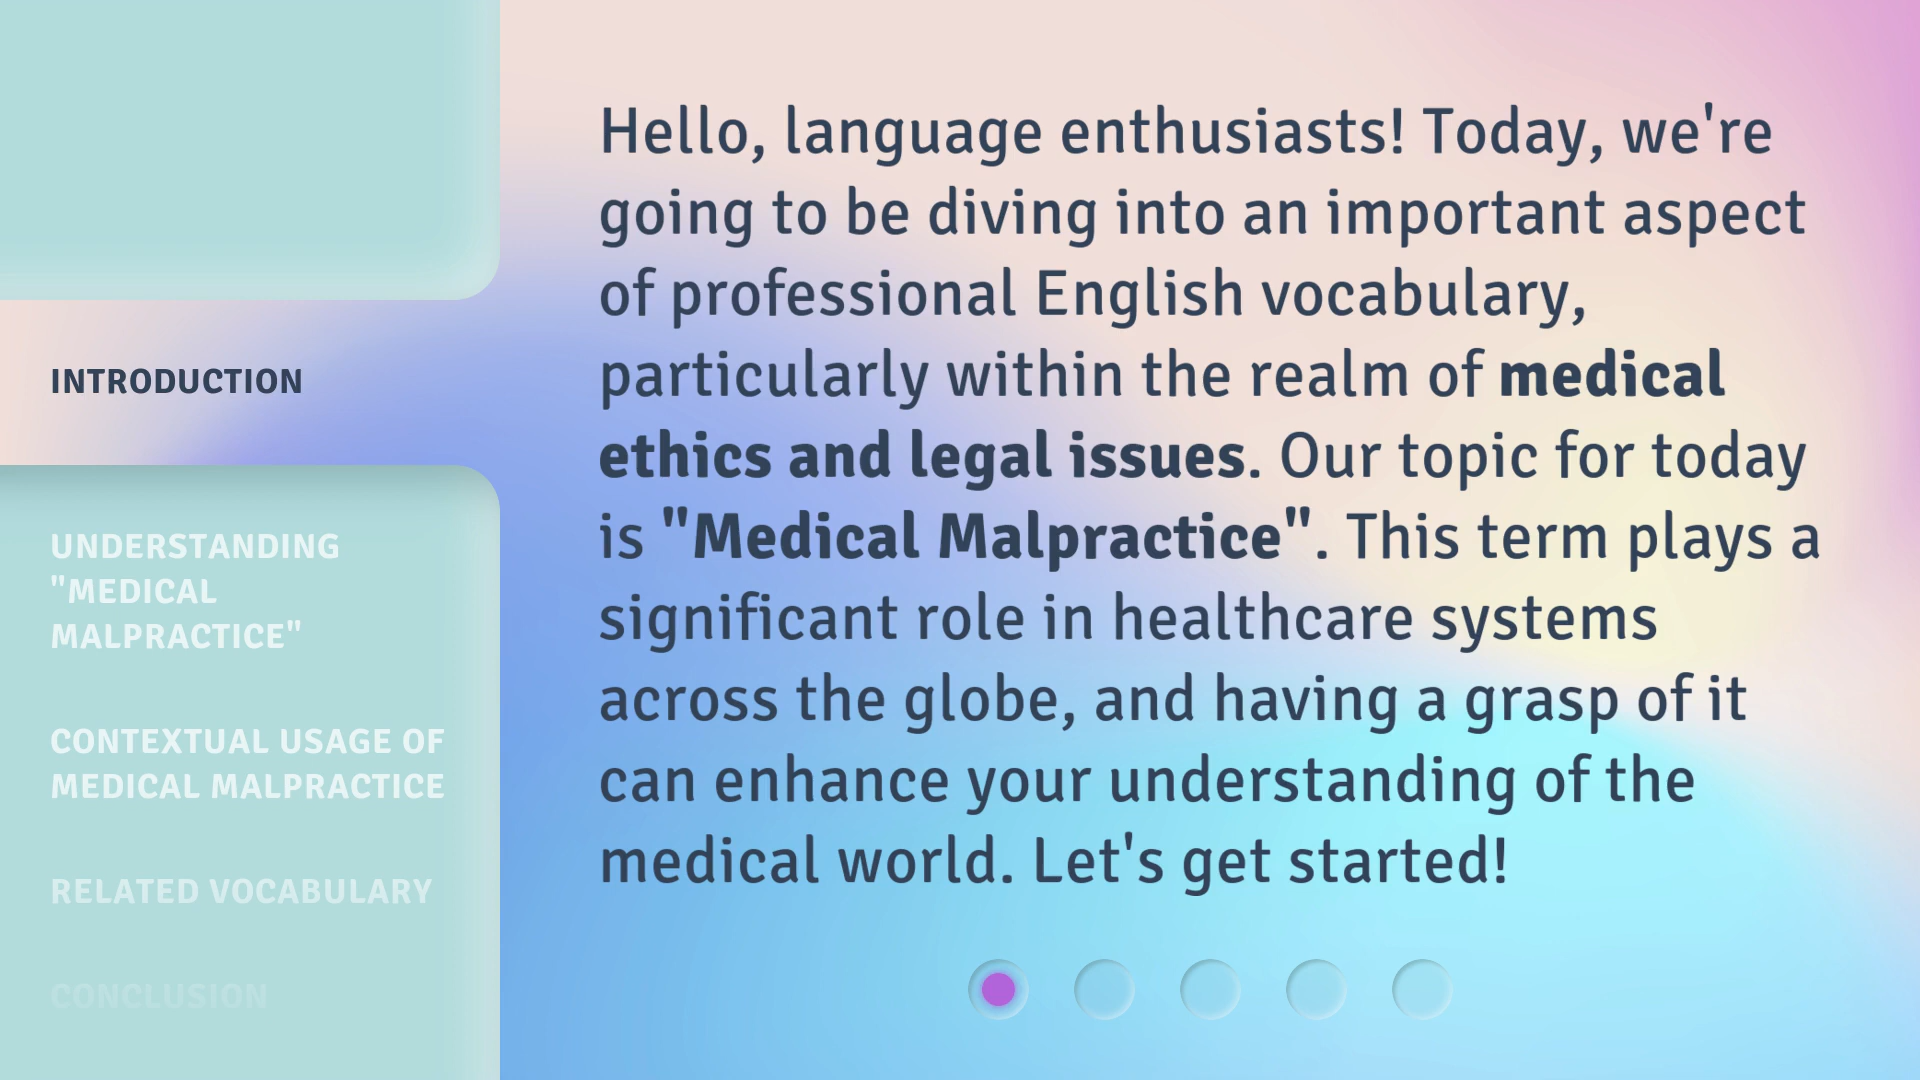 INTRODUCTION
UNDERSTANDING
"MEDICAL
MALPRACTICE"
CONTEXTUAL USAGE OF
MEDICAL MALPRACTICE
RELATED VOCABULARY
CONCLUSION
Hello, language enthusiasts! Today, we're
going to be diving into an important aspect
of professional English vocabulary,
particularly within the realm of medical
ethics and legal issues. Our topic for today
is "Medical Malpractice". This term plays a
significant role in healthcare systems
across the globe, and having a grasp of it
can enhance your understanding of the
medical world. Let's get started!